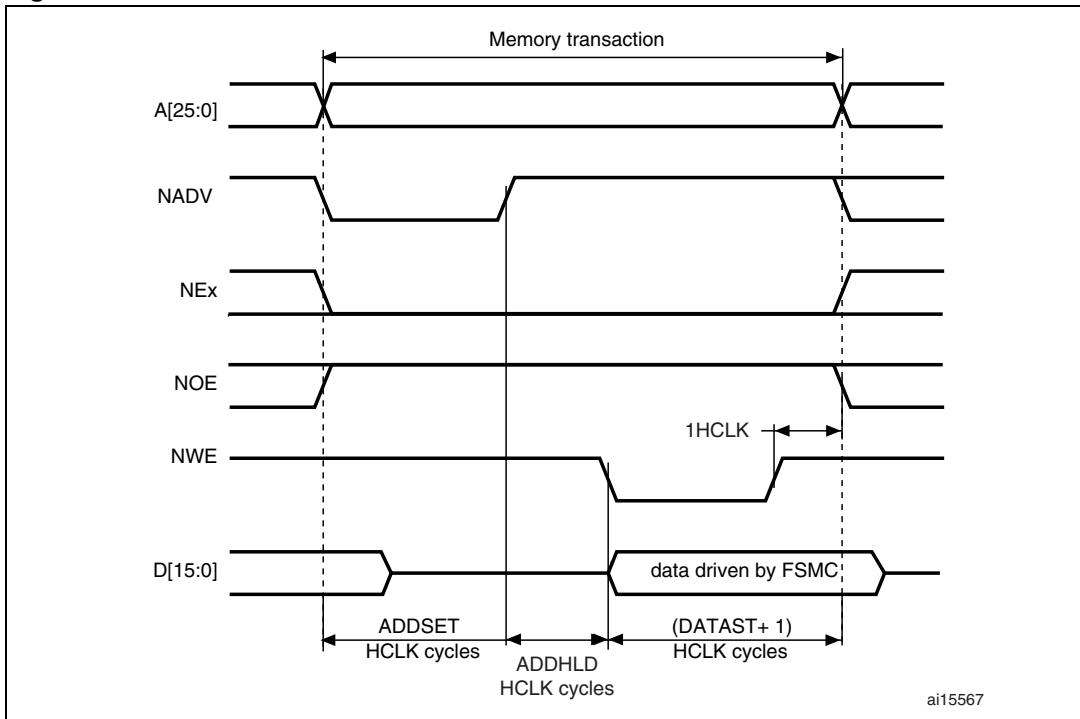 Memory transaction
A[25:0]
NADV
NEx
NOE
1HCLK
NWE
D[15:0]
data driven by FSMC
ADDSET
HCLK cycles
ADDHLD
HCLK cycles
(DATAST+ 1)
HCLK cycles
ai15567